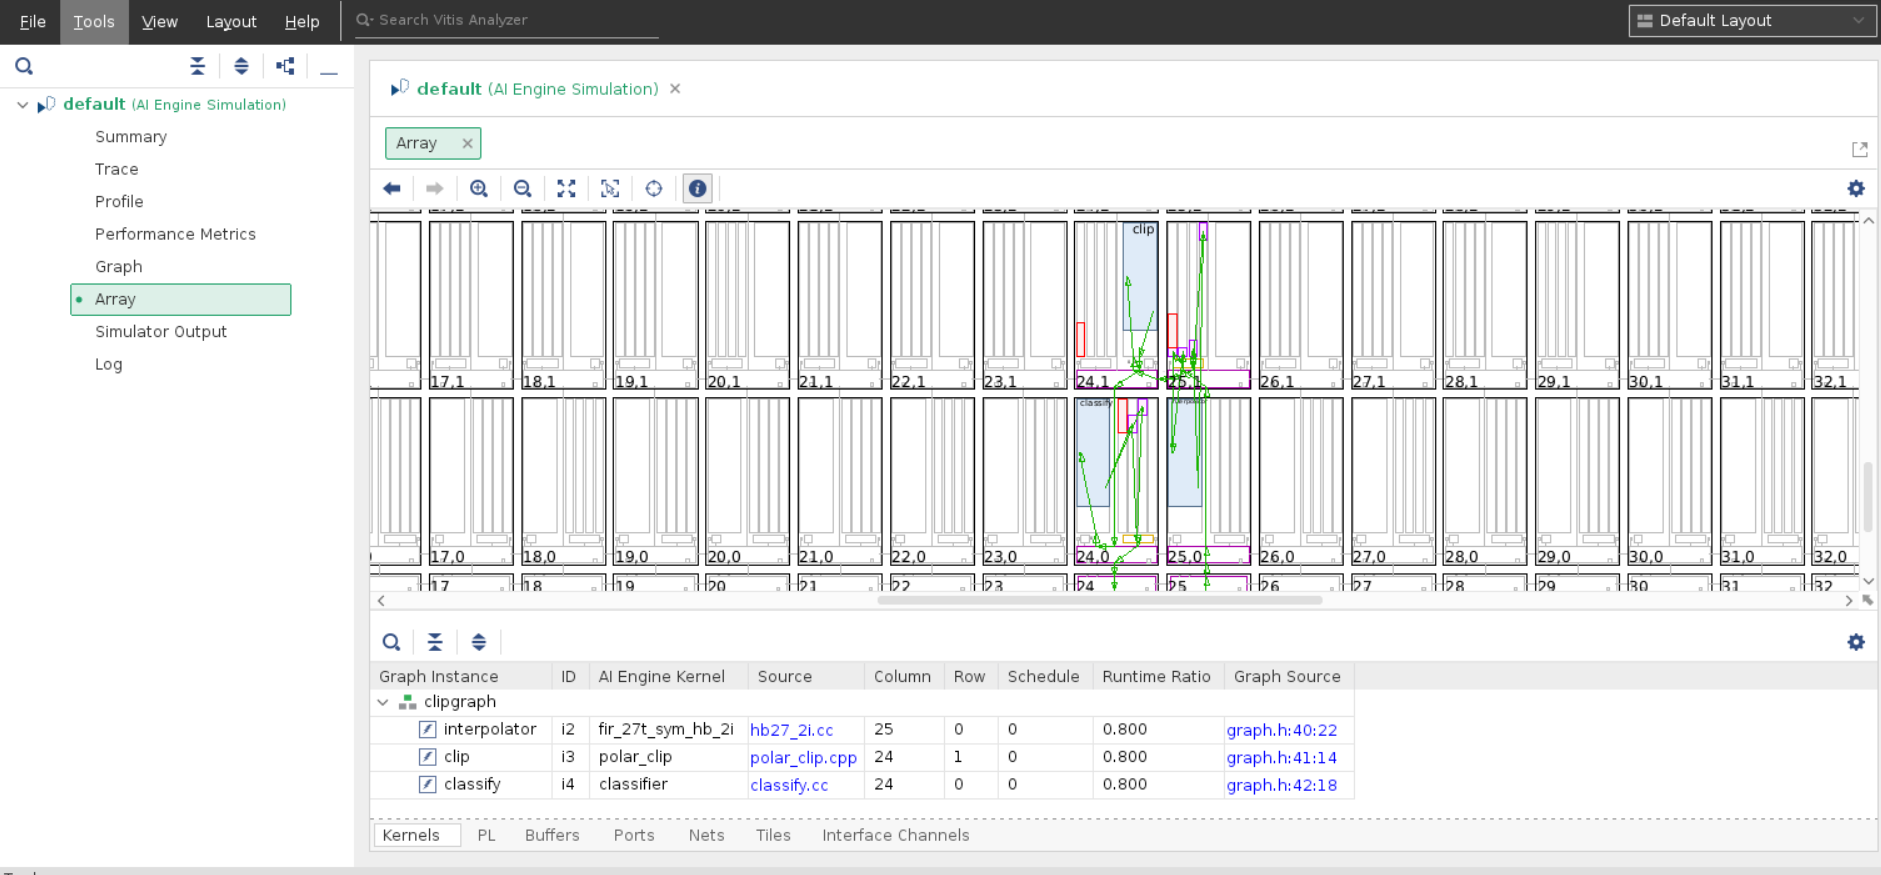 File Tools View Layout Help Search Vitis Analyzer Default Layout
default (AI Engine Simulation)
Summary
Trace
Profile
Performance Metrics
Graph
Array
Simulator Output
Log
default (AI Engine Simulation)
Array
clip
17,1 18,1 19,1 20,1 21,1 22,1 23,1 24,1 25,1 26,1 27,1 28,1 29,1 30,1 31,1 32,1
classify
17,0 18,0 19,0 20,0 21,0 22,0 23,0 24,0 25,0 26,0 27,0 28,0 29,0 30,0 31,0 32,0
17 18 19 20 21 22 23 24 25 26 27 28 29 30 31 32
Graph Instance ID AI Engine Kernel Source Column Row Schedule Runtime Ratio Graph Source
clipgraph
interpolator i2 fir_27t_sym_hb_2i hb27_2i.cc 25 0 0 0.800 graph.h:40:22
clip i3 polar_clip polar_clip.cpp 24 1 0 0.800 graph.h:41:14
classify i4 classifier classify.cc 24 0 0 0.800 graph.h:42:18
Kernels PL Buffers Ports Nets Tiles Interface Channels